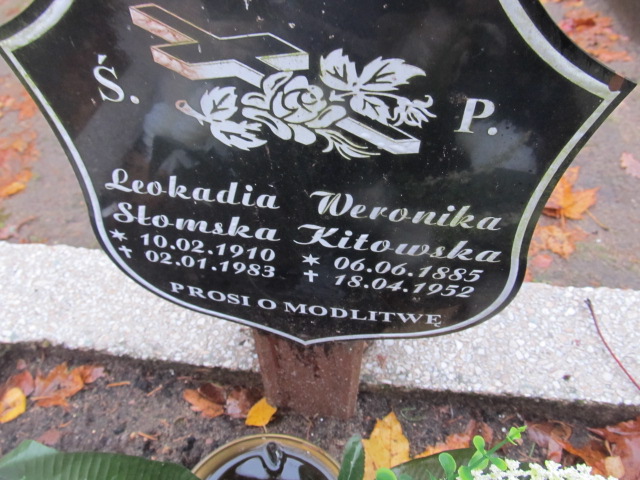 Ś. P.
Leokadia Weronika
Słomska Kitowska
* 10.02.1910 * 06.06.1885
✝ 02.01.1983 ✝ 18.04.1952
PROSI O MODLITWĘ